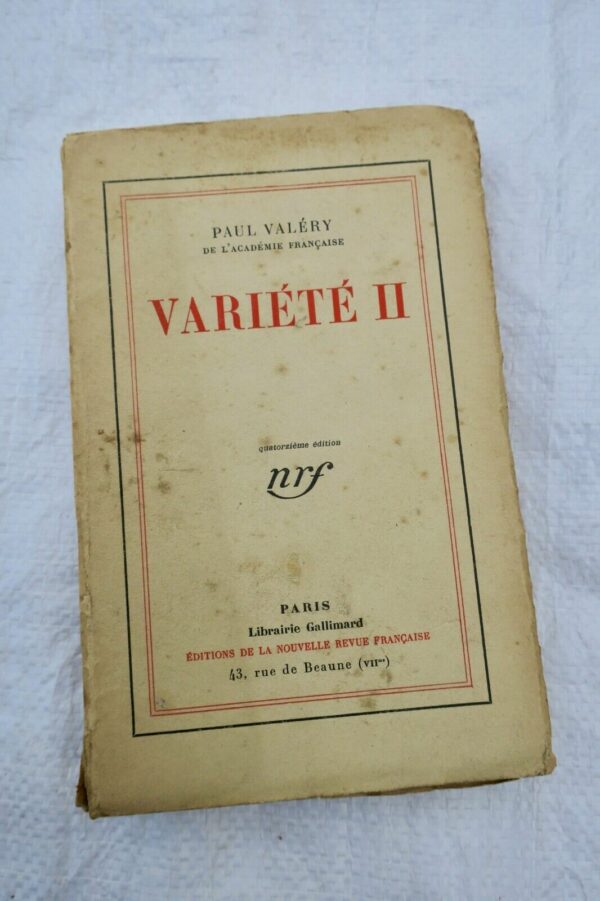 PAUL VALÉRY
DE L'ACADÉMIE FRANÇAISE
VARIÉTÉ II
quatorzième édition
nrf
PARIS
Librairie Gallimard
ÉDITIONS DE LA NOUVELLE REVUE FRANÇAISE
43, rue de Beaune (VIIme)